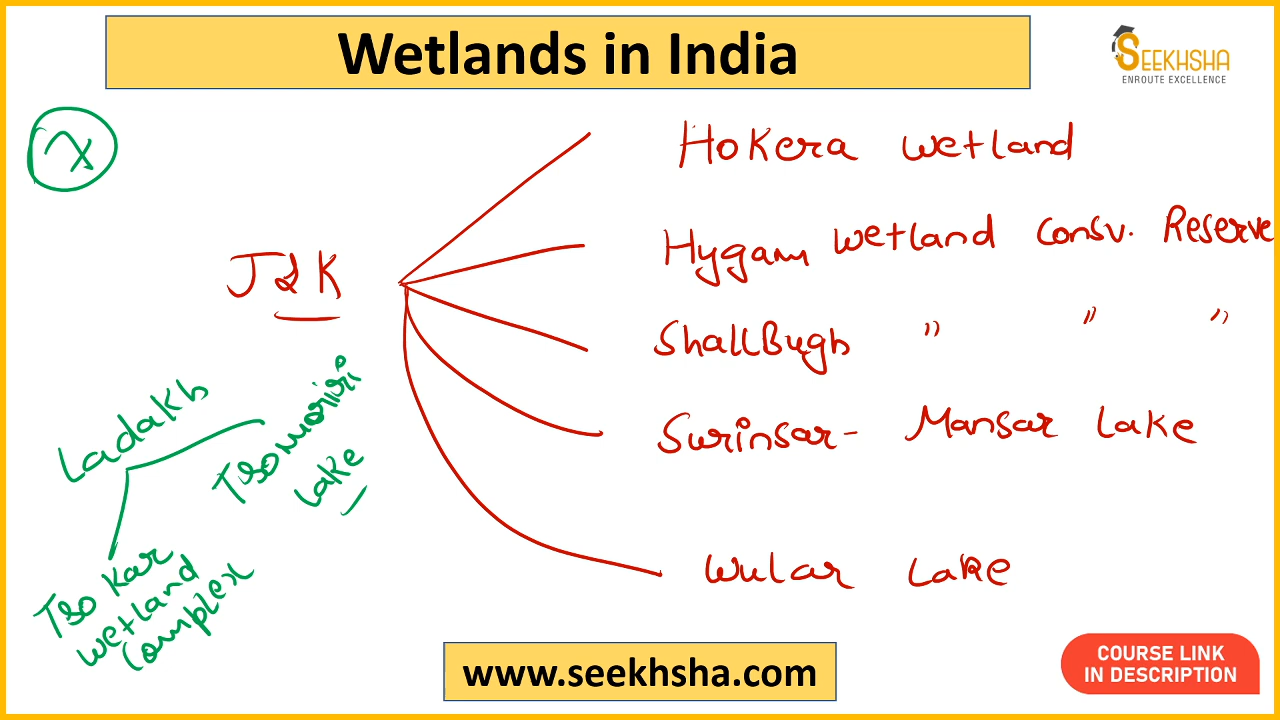 Wetlands in India
SEEKHSHA
ENROUTE EXCELLENCE
X
J & K
Hokera Wetland
Hygam Wetland Consv. Reserve
ShallBugh " " "
Surinsar- Mansar Lake
Wular Lake
Ladakh
Tsomoriri
Lake
Tso Kar
Wetland
Complex
www.seekhsha.com
COURSE LINK
IN DESCRIPTION